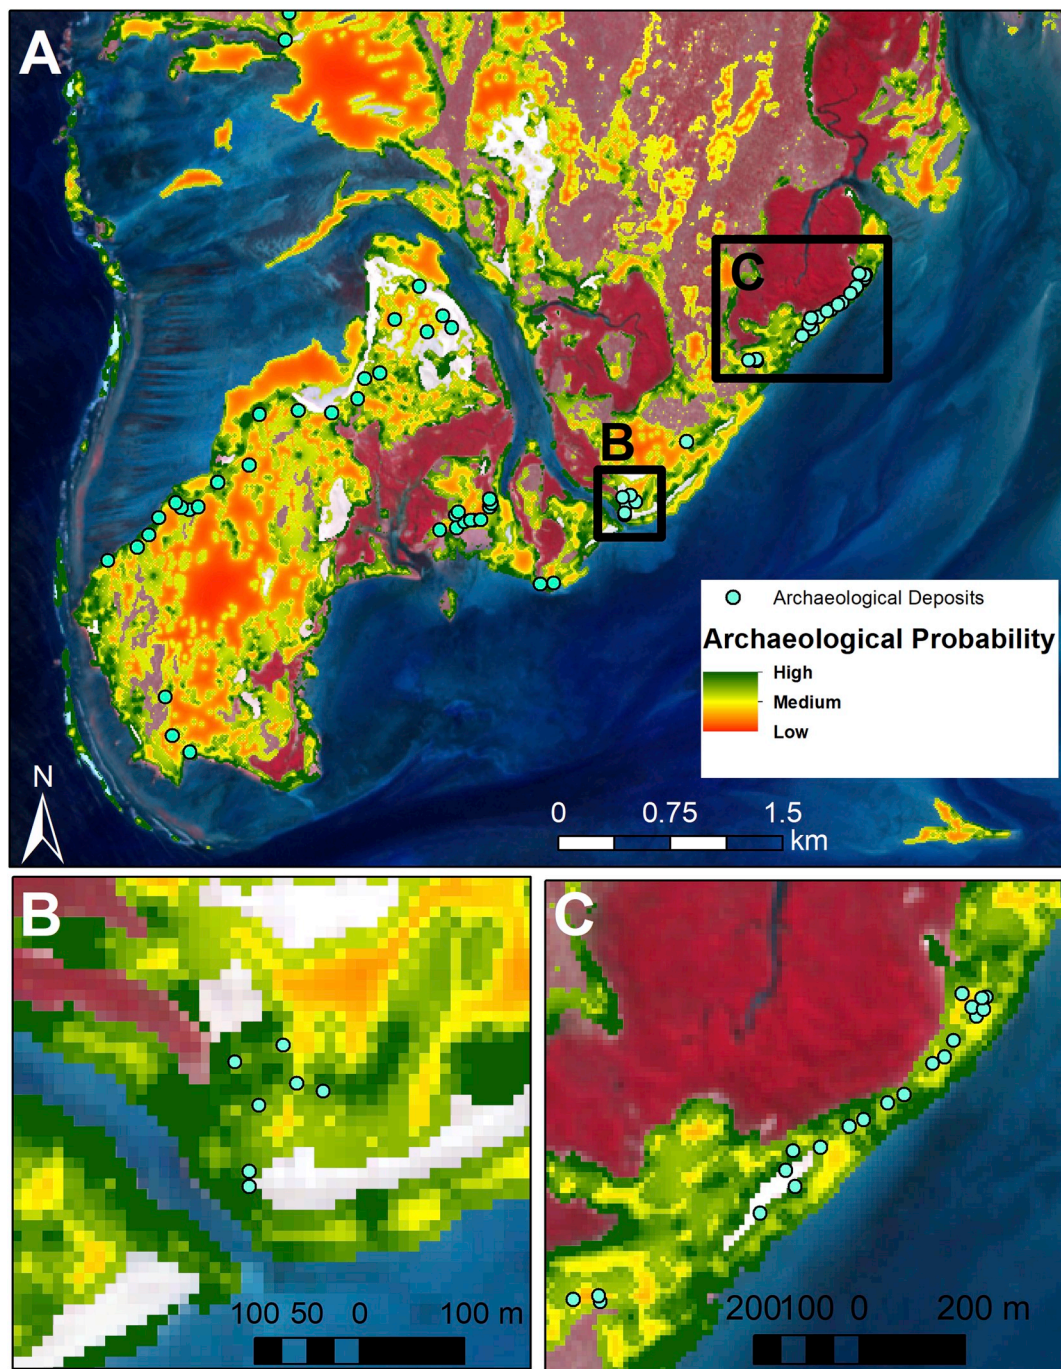 A
C
B
Archaeological Deposits
Archaeological Probability
High
Medium
Low
N
0 0.75 1.5
km
B
C
100 50 0 100 m
200100 0 200 m